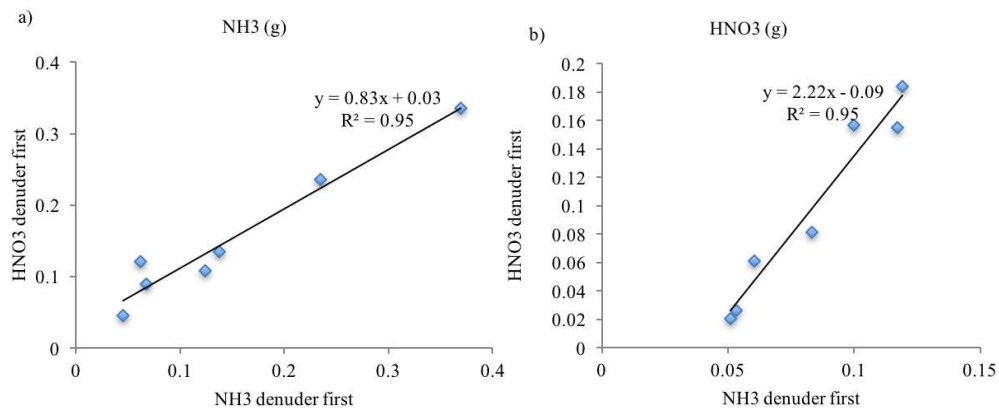 a)
NH3 (g)
y = 0.83x + 0.03
R² = 0.95
HNO3 denuder first
0.4
0.3
0.2
0.1
0
0
0.1
0.2
0.3
0.4
NH3 denuder first
b)
HNO3 (g)
y = 2.22x - 0.09
R² = 0.95
HNO3 denuder first
0.2
0.18
0.16
0.14
0.12
0.1
0.08
0.06
0.04
0.02
0
0
0.05
0.1
0.15
NH3 denuder first